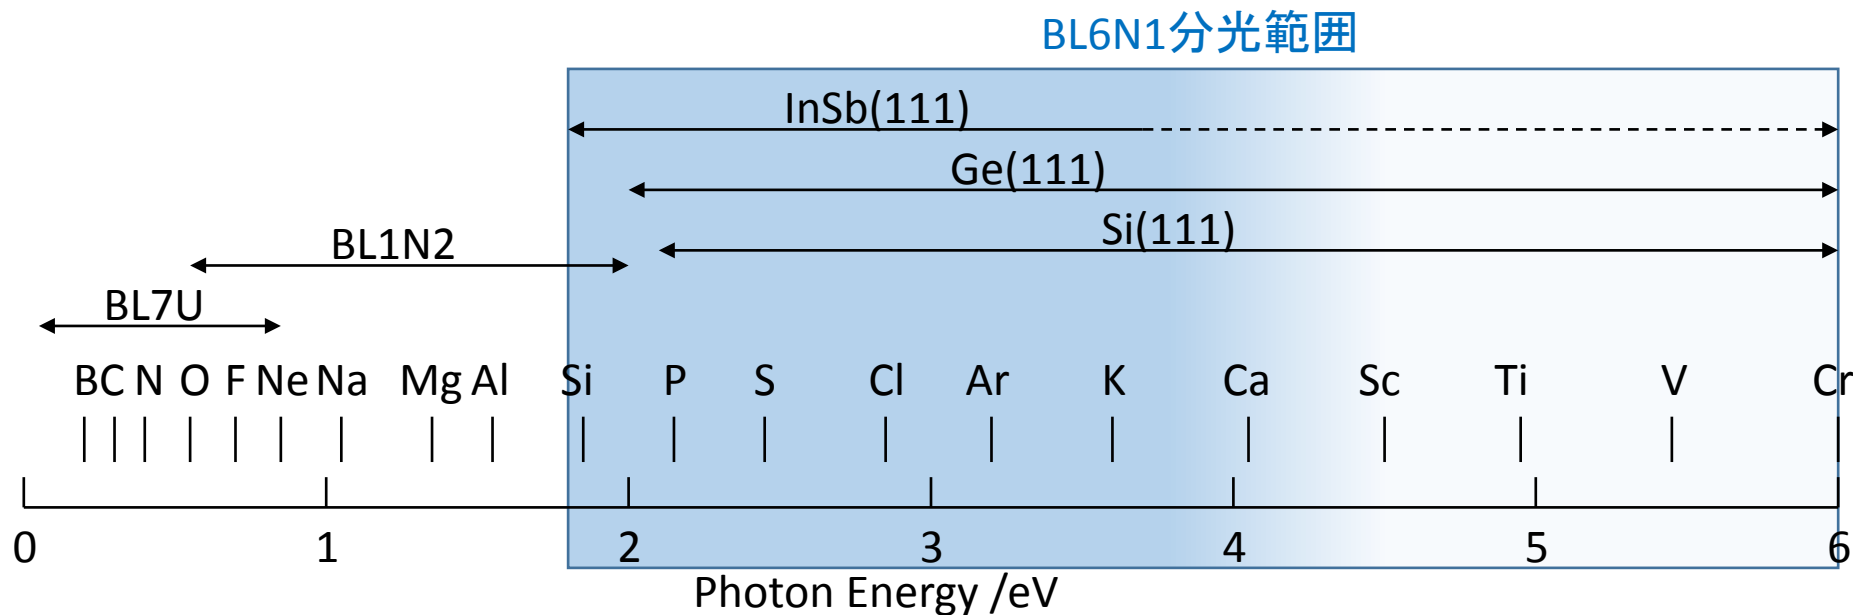 BL6N1分光範囲
InSb(111)
Ge(111)
Si(111)
BL1N2
BL7U
B C N O F Ne Na Mg Al Si P S Cl Ar K Ca Sc Ti V Cr
0 1 2 3 4 5 6
Photon Energy /eV